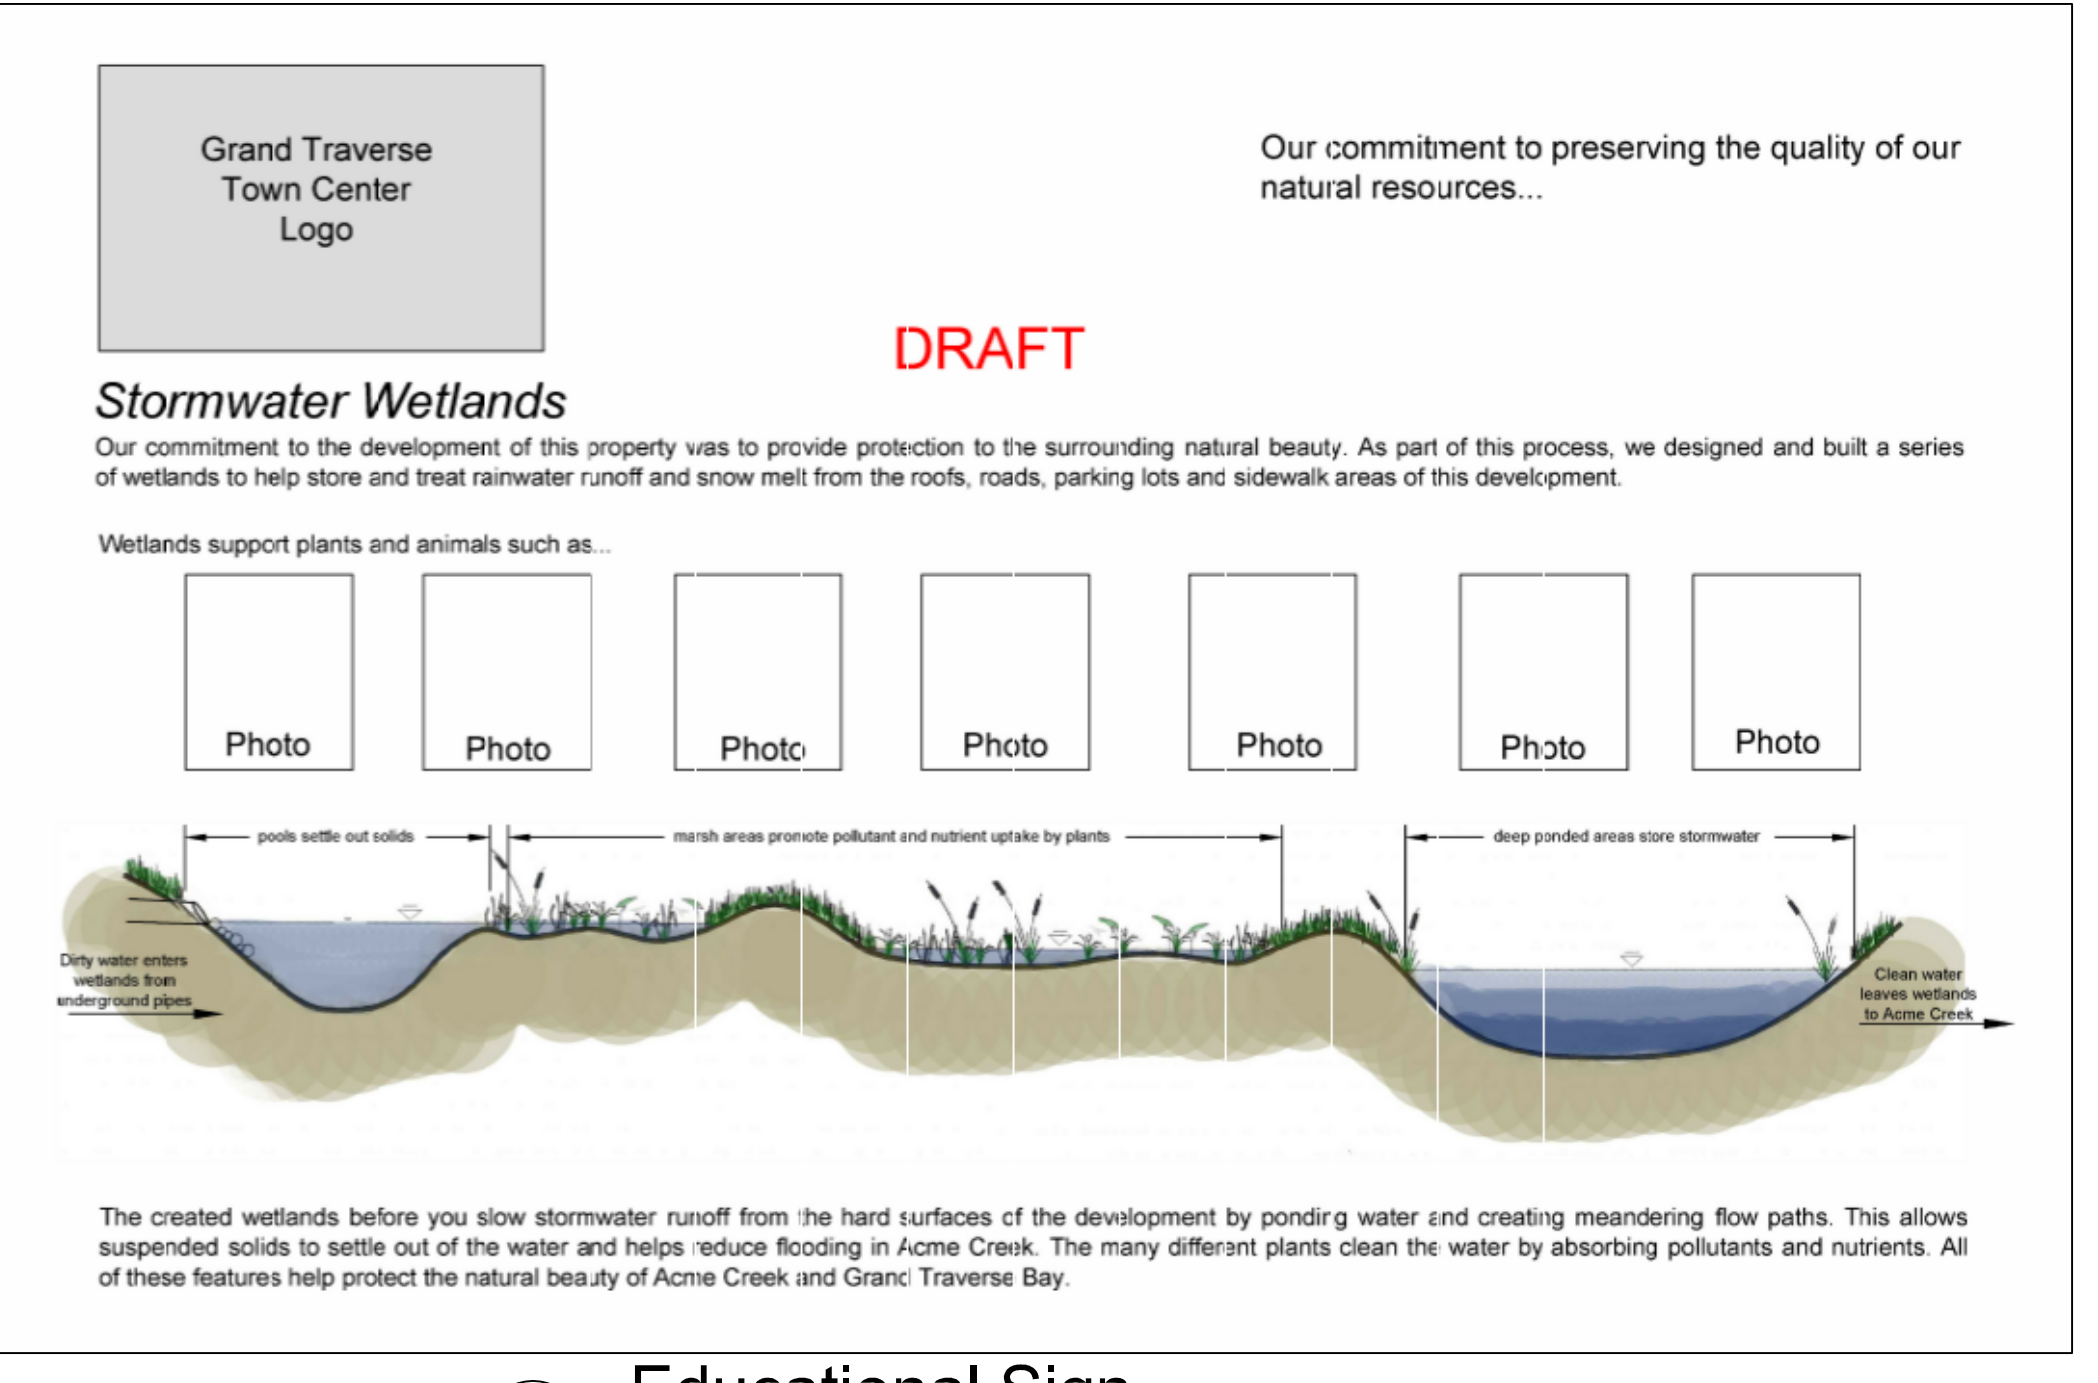 Grand Traverse
Town Center
Logo
Our commitment to preserving the quality of our
natural resources...
DRAFT
Stormwater Wetlands
Our commitment to the development of this property was to provide protection to the surrounding natural beauty. As part of this process, we designed and built a series
of wetlands to help store and treat rainwater runoff and snow melt from the roofs, roads, parking lots and sidewalk areas of this development.
Wetlands support plants and animals such as...
Photo
Photo
Photo
Photo
Photo
Photo
Photo
pools settle out solids
marsh areas promote pollutant and nutrient uptake by plants
deep ponded areas store stormwater
Dirty water enters
wetlands from
underground pipes
Clean water
leaves wetlands
to Acme Creek
The created wetlands before you slow stormwater runoff from the hard surfaces of the development by ponding water and creating meandering flow paths. This allows
suspended solids to settle out of the water and helps reduce flooding in Acme Creek. The many different plants clean the water by absorbing pollutants and nutrients. All
of these features help protect the natural beauty of Acme Creek and Grand Traverse Bay.
Educational Sign